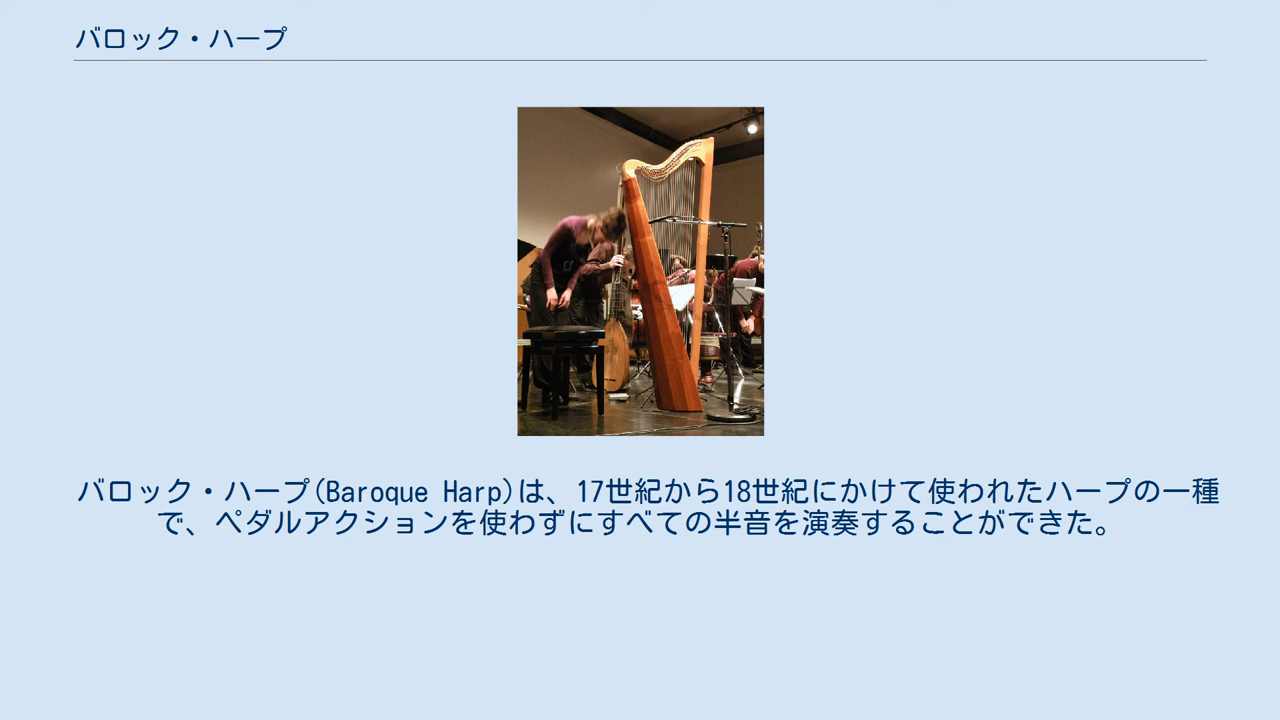 バロック・ハープ
バロック・ハープ(Baroque Harp)は、17世紀から18世紀にかけて使われたハープの一種
で、ペダルアクションを使わずにすべての半音を演奏することができた。